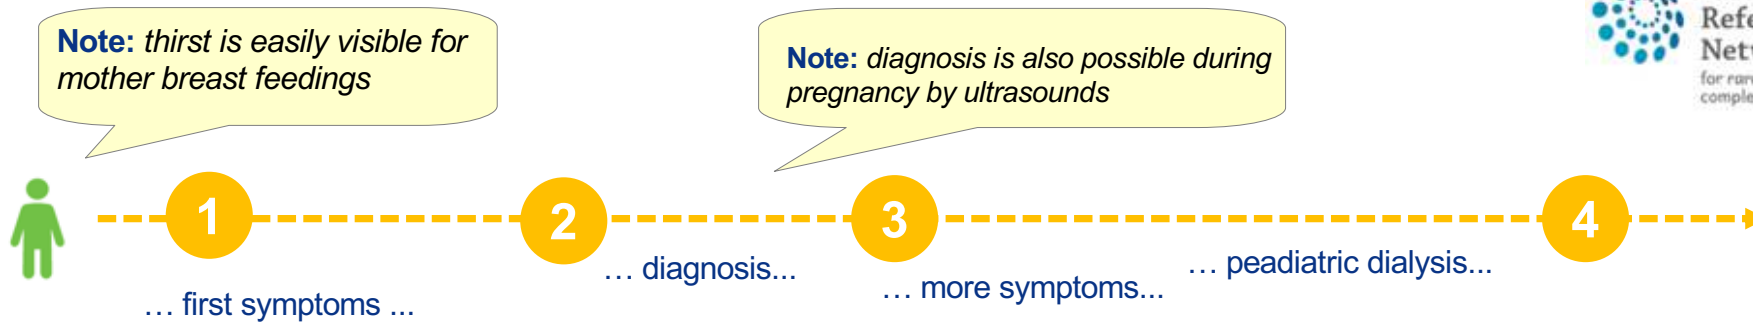 Note: thirst is easily visible for
mother breast feedings
Note: diagnosis is also possible during
pregnancy by ultrasounds
for
1
2
3
4
… first symptoms ...
… diagnosis...
… more symptoms...
… peadiatric dialysis...